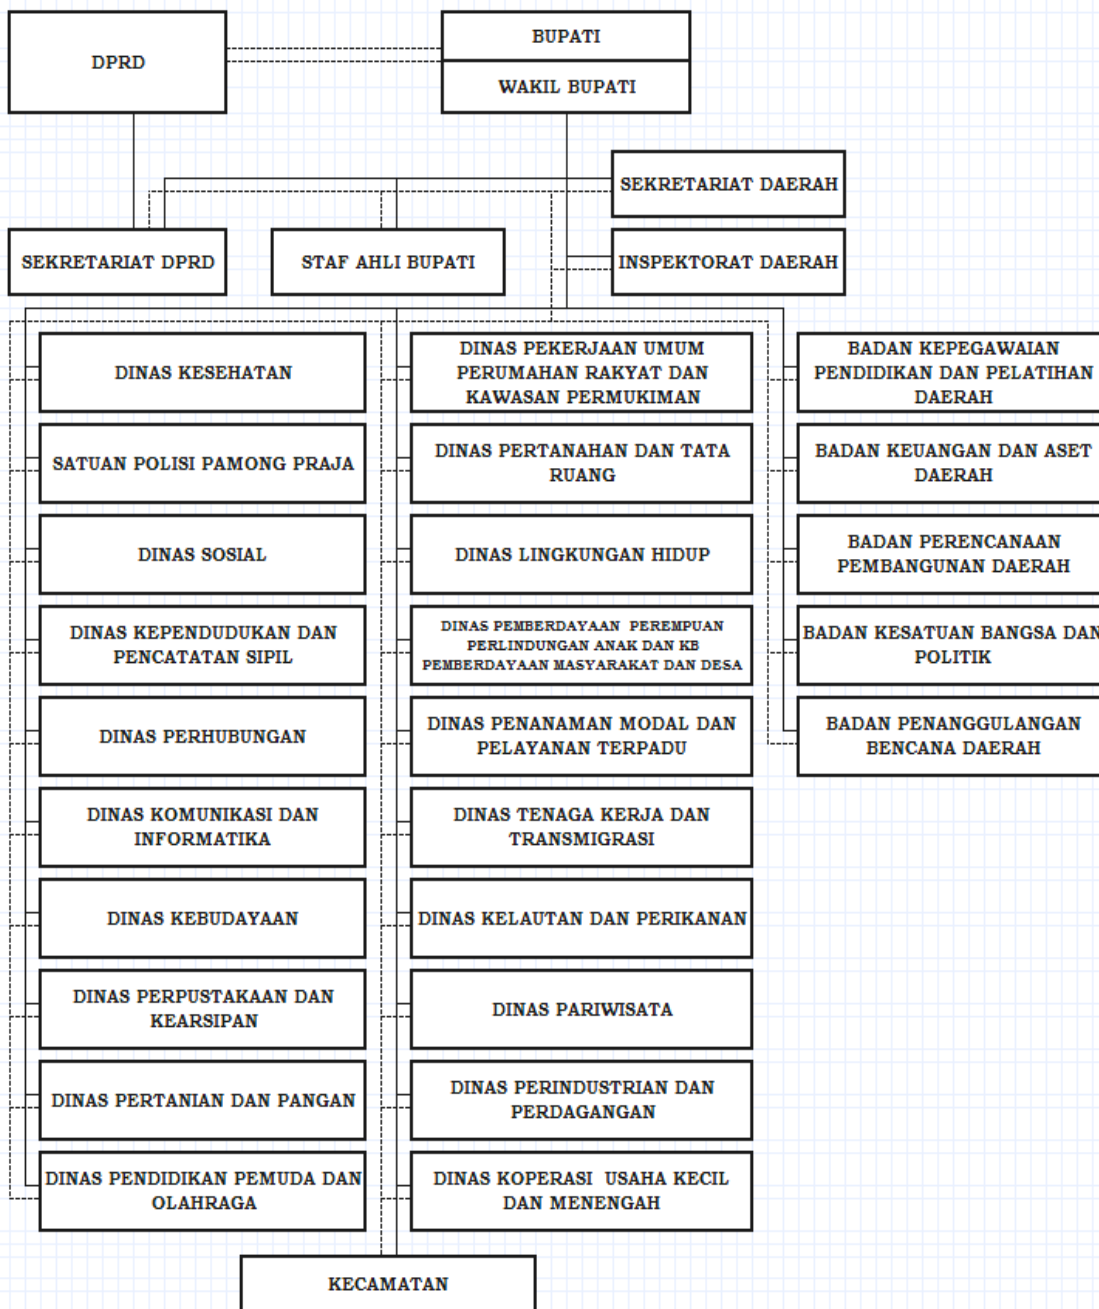 DPRD
BUPATI
WAKIL BUPATI
SEKRETARIAT DAERAH
SEKRETARIAT DPRD
STAF AHLI BUPATI
INSPEKTORAT DAERAH
DINAS KESEHATAN
SATUAN POLISI PAMONG PRAJA
DINAS SOSIAL
DINAS KEPENDUDUKAN DAN
PENCATATAN SIPIL
DINAS PERHUBUNGAN
DINAS KOMUNIKASI DAN
INFORMATIKA
DINAS KEBUDAYAAN
DINAS PERPUSTAKAAN DAN
KEARSIPAN
DINAS PERTANIAN DAN PANGAN
DINAS PENDIDIKAN PEMUDA DAN
OLAHRAGA
DINAS PEKERJAAN UMUM
PERUMAHAN RAKYAT DAN
KAWASAN PERMUKIMAN
DINAS PERTANAHAN DAN TATA
RUANG
DINAS LINGKUNGAN HIDUP
DINAS PEMBERDAYAAN PEREMPUAN
PERLINDUNGAN ANAK DAN KB
PEMBERDAYAAN MASYARAKAT DAN DESA
DINAS PENANAMAN MODAL DAN
PELAYANAN TERPADU
DINAS TENAGA KERJA DAN
TRANSMIGRASI
DINAS KELAUTAN DAN PERIKANAN
DINAS PARIWISATA
DINAS PERINDUSTRIAN DAN
PERDAGANGAN
DINAS KOPERASI USAHA KECIL
DAN MENENGAH
BADAN KEPEGAWAIAN
PENDIDIKAN DAN PELATIHAN
DAERAH
BADAN KEUANGAN DAN ASET
DAERAH
BADAN PERENCANAAN
PEMBANGUNAN DAERAH
BADAN KESATUAN BANGSA DAN
POLITIK
BADAN PENANGGULANGAN
BENCANA DAERAH
KECAMATAN